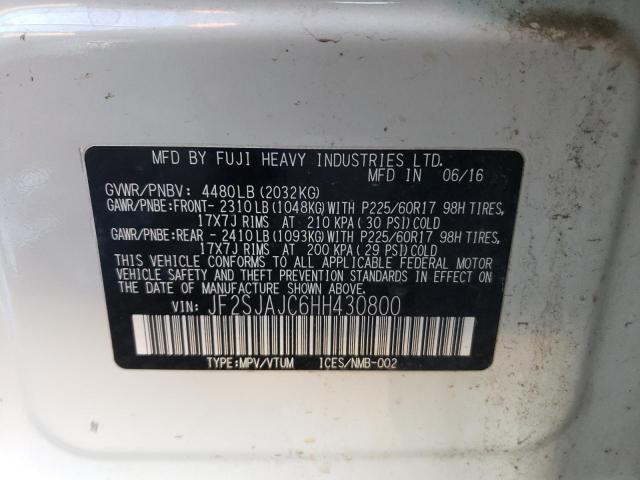 MFD BY FUJI HEAVY INDUSTRIES LTD.
MFD IN 06/16
GVWR/PNBV: 4480LB(2032KG)
GAWR/PNBE:FRONT-2310LB(1048KG)WITH P225/60R17 98H TIRES,
17X7J RIMS AT 210 KPA(30 PSI)COLD
GAWR/PNBE:REAR -2410LB(1093KG)WITH P225/60R17 98H TIRES,
17X7J RIMS AT 200 KPA(29 PSI)COLD
THIS VEHICLE CONFORMS TO ALL APPLICABLE FEDERAL MOTOR
VEHICLE SAFETY AND THEFT PREVENTION STANDARDS IN EFFECT
ON THE DATE OF MANUFACTURE SHOWN ABOVE.
VIN: JF2SJAJC6HH430800
TYPE:MPV/VTUM ICES/NMB-002